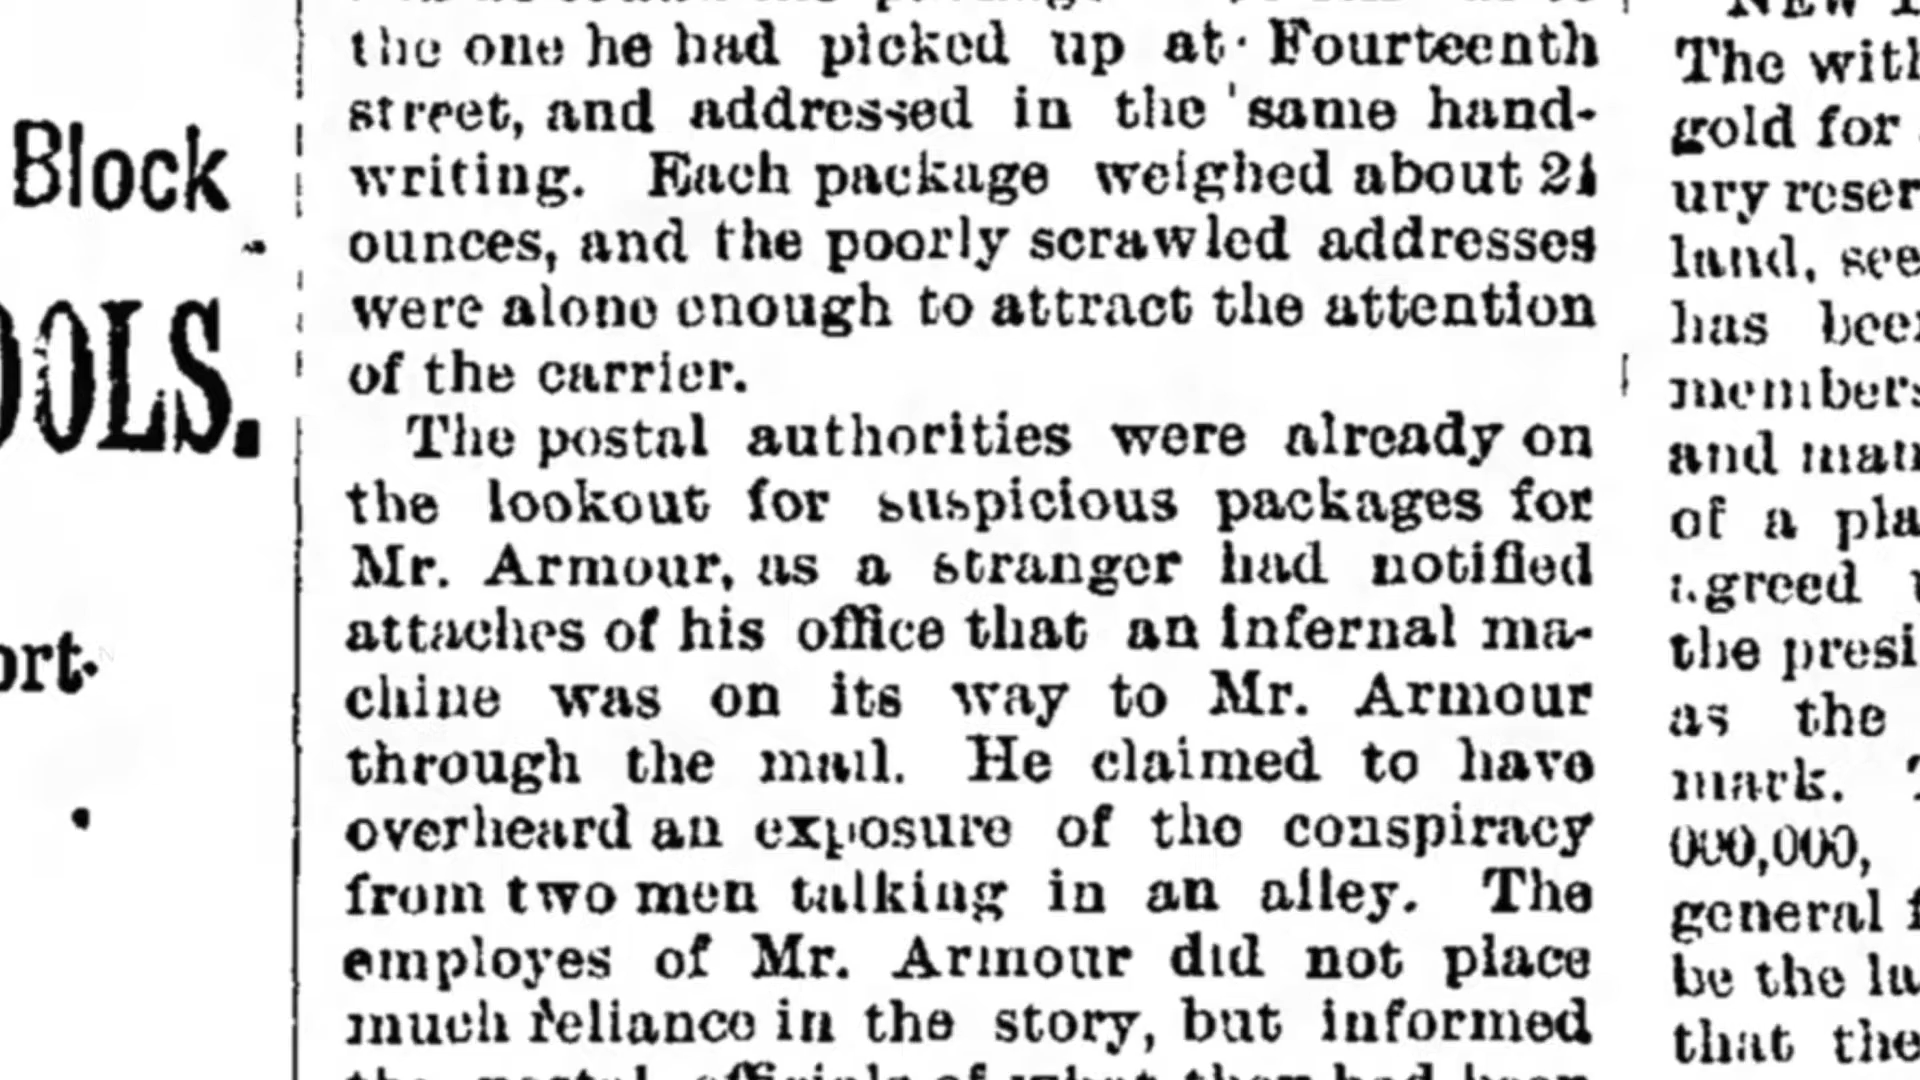 Block
OOLS.
ort-
the one he had picked up at Fourteenth
street, and addressed in the same hand-
writing. Each package weighed about
ounces, and the poorly scrawled addresses
were alone enough to attract the attention
of the carrier.
The postal authorities were already on
the lookout for suspicious packages for
Mr. Armour, as a stranger had notified
attaches of his office that an infernal ma-
chine was on its way to Mr. Armour
through the mail. He claimed to have
overheard an exposure of the conspiracy
from two men talking in an alley. The
employes of Mr. Armour did not place
much reliance in the story, but informed
NEW
The with
gold for
ury reser
land, see
has been
members
and man
of a pla
agreed
the presi
as the
mark.
000,000,
general f
be the la
that the